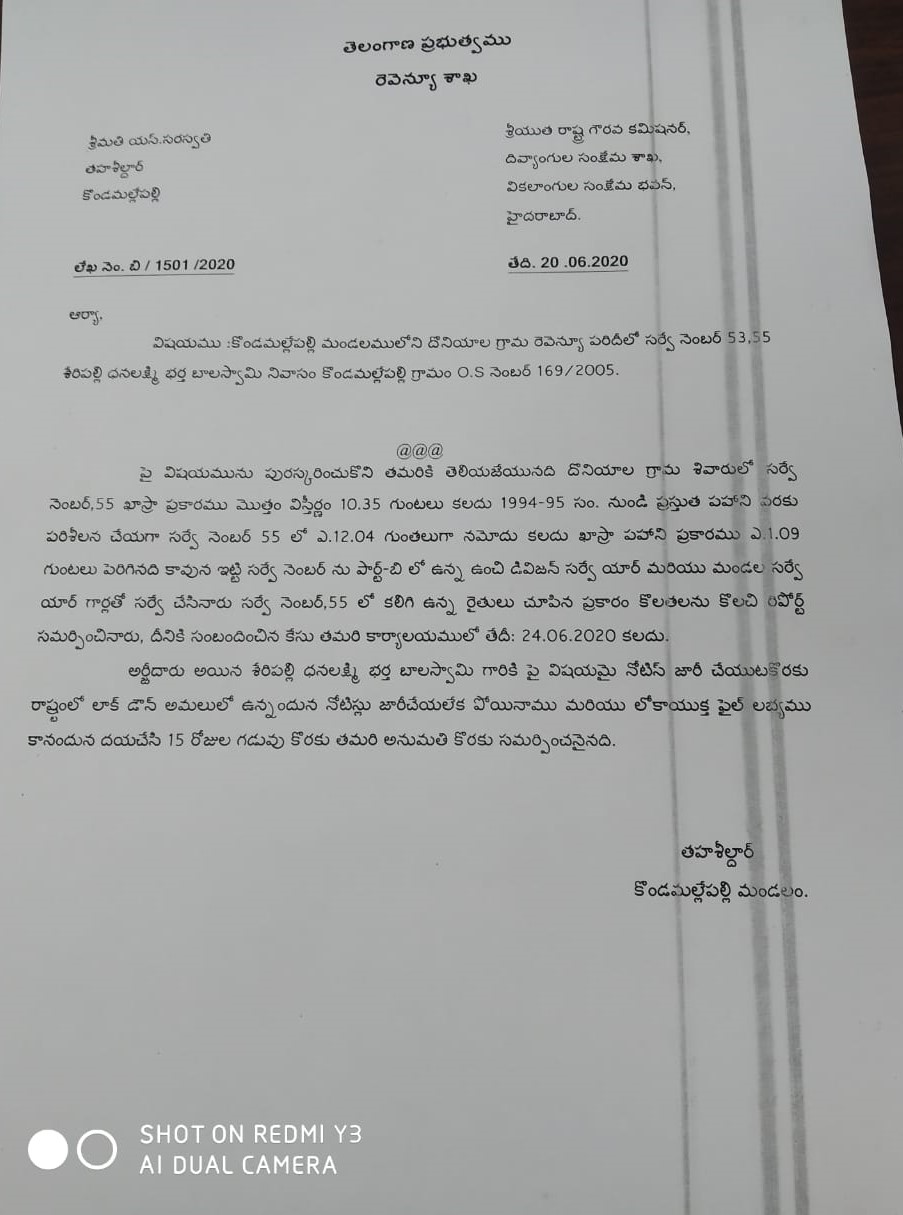 తెలంగాణ ప్రభుత్వము
రెవెన్యూ శాఖ
శ్రీమతి యస్.సరస్వతి
తహశీల్దార్
కొండమల్లేపల్లి
శ్రీయుత రాష్ట్ర గౌరవ కమిషనర్,
దివ్యాంగుల సంక్షేమ శాఖ,
వికలాంగుల సంక్షేమ భవన్,
హైదరాబాద్.
లేఖ నెం. బి / 1501 /2020
తేది. 20 .06.2020
ఆర్యా,
విషయము :కొండమల్లేపల్లి మండలములోని దొనియాల గ్రామ రెవెన్యూ పరిదీలో సర్వే నెంబర్ 53,55
శేరిపల్లి ధనలక్ష్మి భర్త బాలస్వామి నివాసం కొండమల్లేపల్లి గ్రామం O.S నెంబర్ 169/2005.
@@@
పై విషయమును పురస్కరించుకొని తమరికి తెలియజేయునది దొనియాల గ్రామ శివారులో సర్వే
నెంబర్,55 ఖాస్రా ప్రకారము మొత్తం విస్తీర్ణం 10.35 గుంటలు కలదు 1994-95 సం. నుండి ప్రస్తుత పహాని వరకు
పరిశీలన చేయగా సర్వే నెంబర్ 55 లో ఎ.12.04 గుంతలుగా నమోదు కలదు ఖాస్రా పహాని ప్రకారము ఎ.1.09
గుంటలు పెరిగినది కావున ఇట్టి సర్వే నెంబర్ ను పార్ట్-బి లో ఉన్న ఉంచి డివిజన్ సర్వే యార్ మరియు మండల సర్వే
యార్ గార్లతో సర్వే చేసినారు సర్వే నెంబర్,55 లో కలిగి ఉన్న రైతులు చూపిన ప్రకారం కొలతలను కొలచి రిపోర్ట్
సమర్పించినారు, దీనికి సంబందించిన కేసు తమరి కార్యాలయములో తేదీ: 24.06.2020 కలదు.
అర్జీదారు అయిన శేరిపల్లి ధనలక్ష్మి భర్త బాలస్వామి గారికి పై విషయమై నోటిస్ జారీ చేయుటకొరకు
రాష్ట్రంలో లాక్ డౌన్ అమలులో ఉన్నందున నోటిస్లు జారీచేయలేక పోయినాము మరియు లోకాయుక్త ఫైల్ లభ్యము
కానందున దయచేసి 15 రోజుల గడువు కొరకు తమరి అనుమతి కొరకు సమర్పించనైనది.
తహశీల్దార్
కొండమల్లేపల్లి మండలం.
SHOT ON REDMI Y3
AI DUAL CAMERA